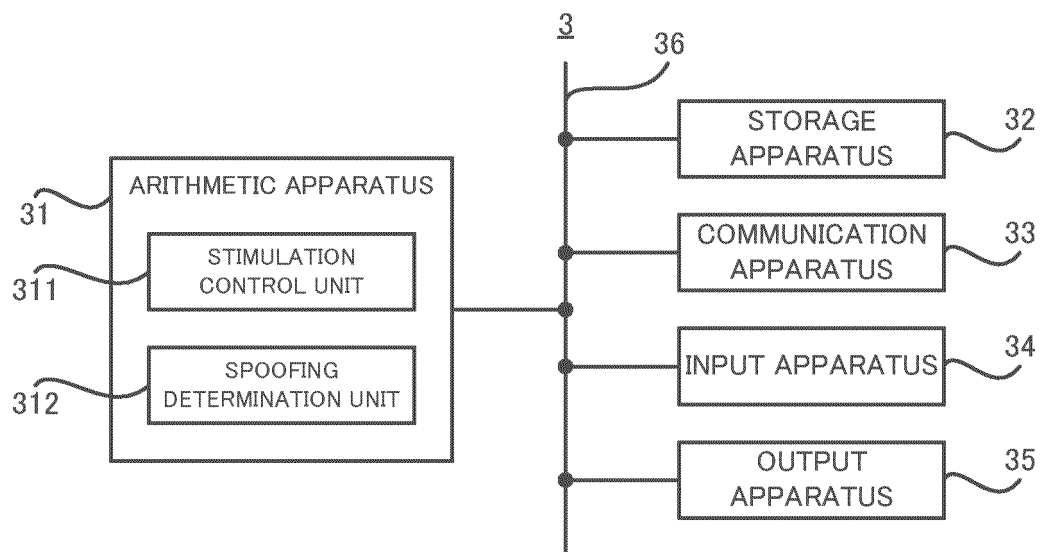 3
36
ARITHMETIC APPARATUS
31
STIMULATION
CONTROL UNIT
311
SPOOFING
DETERMINATION UNIT
312
STORAGE
APPARATUS
32
COMMUNICATION
APPARATUS
33
INPUT APPARATUS
34
OUTPUT
APPARATUS
35